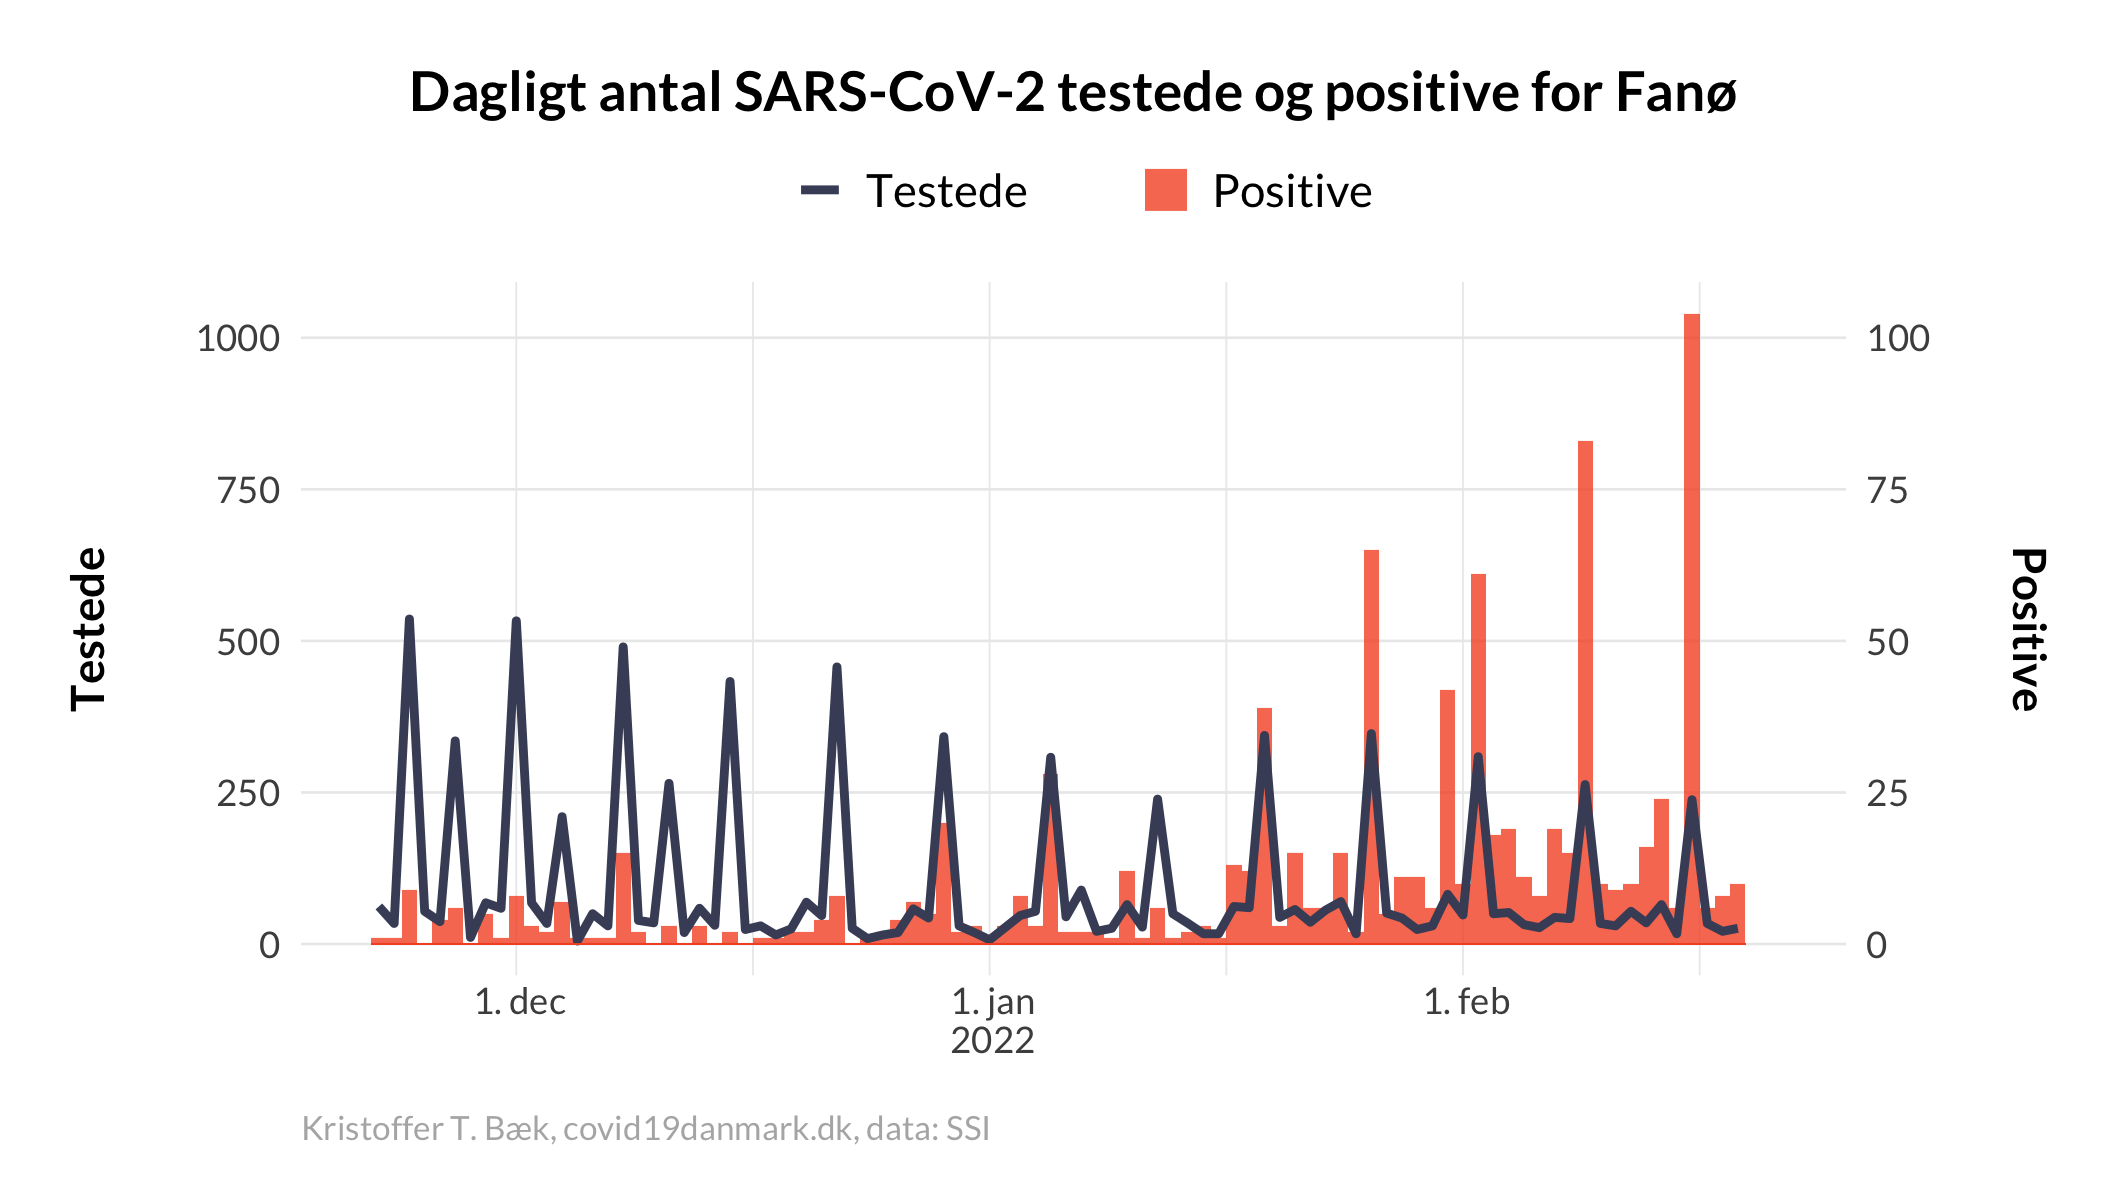 Dagligt antal SARS-CoV-2 testede og positive for Fanø
Testede
Positive
1000
750
500
250
0
100
75
50
25
0
Testede
Positive
1. dec
1. jan
2022
1. feb
Kristoffer T. Bæk, covid19danmark.dk, data: SSI